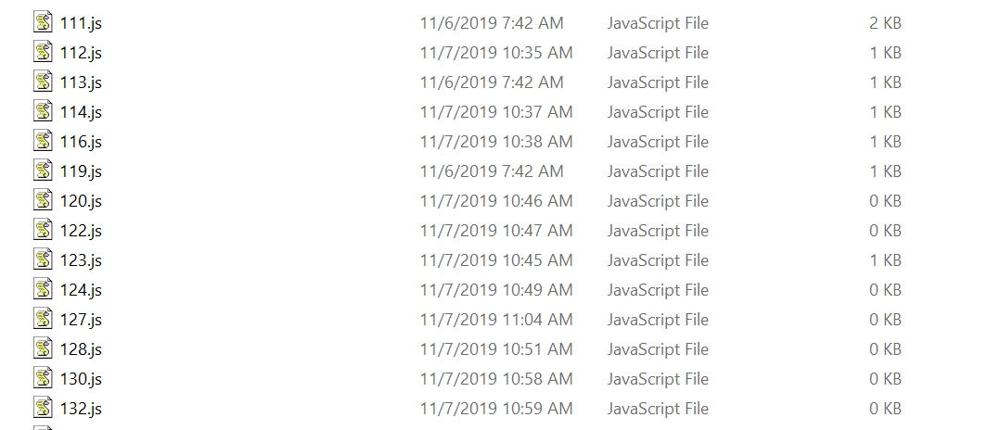 111.js 11/6/2019 7:42 AM JavaScript File 2 KB
112.js 11/7/2019 10:35 AM JavaScript File 1 KB
113.js 11/6/2019 7:42 AM JavaScript File 1 KB
114.js 11/7/2019 10:37 AM JavaScript File 1 KB
116.js 11/7/2019 10:38 AM JavaScript File 1 KB
119.js 11/6/2019 7:42 AM JavaScript File 1 KB
120.js 11/7/2019 10:46 AM JavaScript File 0 KB
122.js 11/7/2019 10:47 AM JavaScript File 0 KB
123.js 11/7/2019 10:45 AM JavaScript File 1 KB
124.js 11/7/2019 10:49 AM JavaScript File 0 KB
127.js 11/7/2019 11:04 AM JavaScript File 0 KB
128.js 11/7/2019 10:51 AM JavaScript File 0 KB
130.js 11/7/2019 10:58 AM JavaScript File 0 KB
132.js 11/7/2019 10:59 AM JavaScript File 0 KB